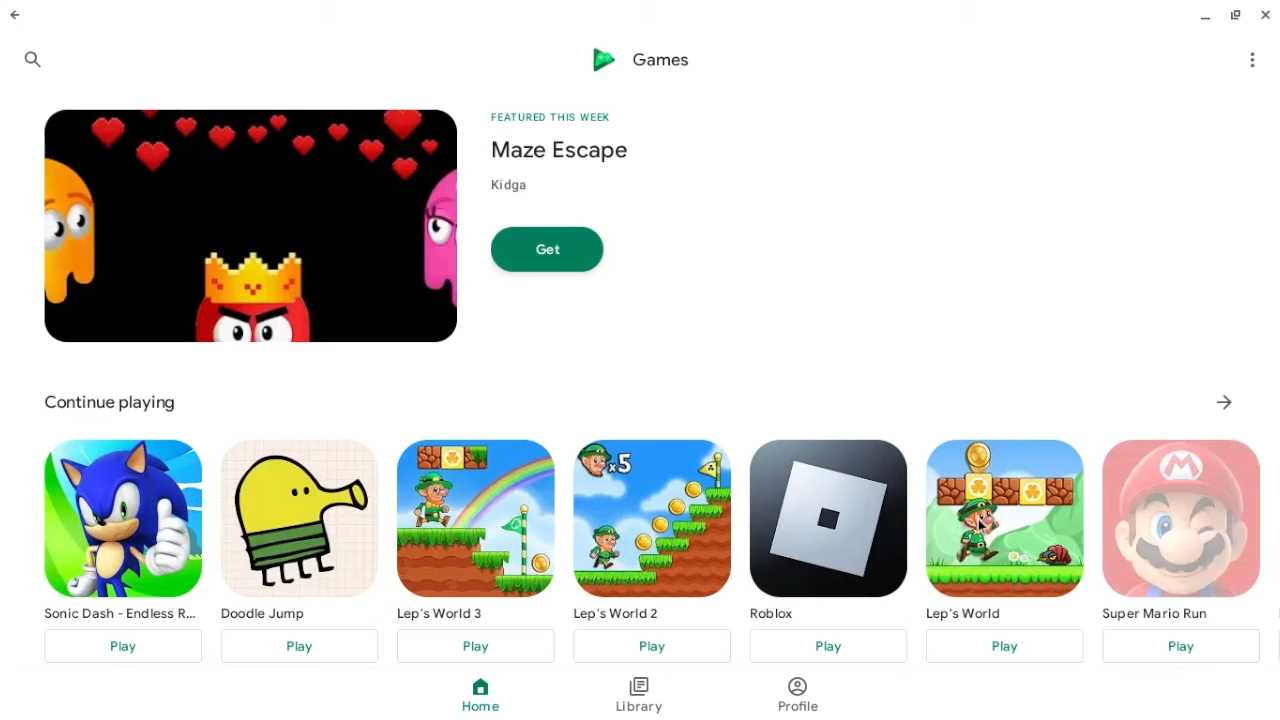 Games
FEATURED THIS WEEK
Maze Escape
Kidga
Get
Continue playing
x5
M
Sonic Dash - Endless R...
Doodle Jump
Lep's World 3
Lep's World 2
Roblox
Lep's World
Super Mario Run
Play
Play
Play
Play
Play
Play
Play
Home
Library
Profile